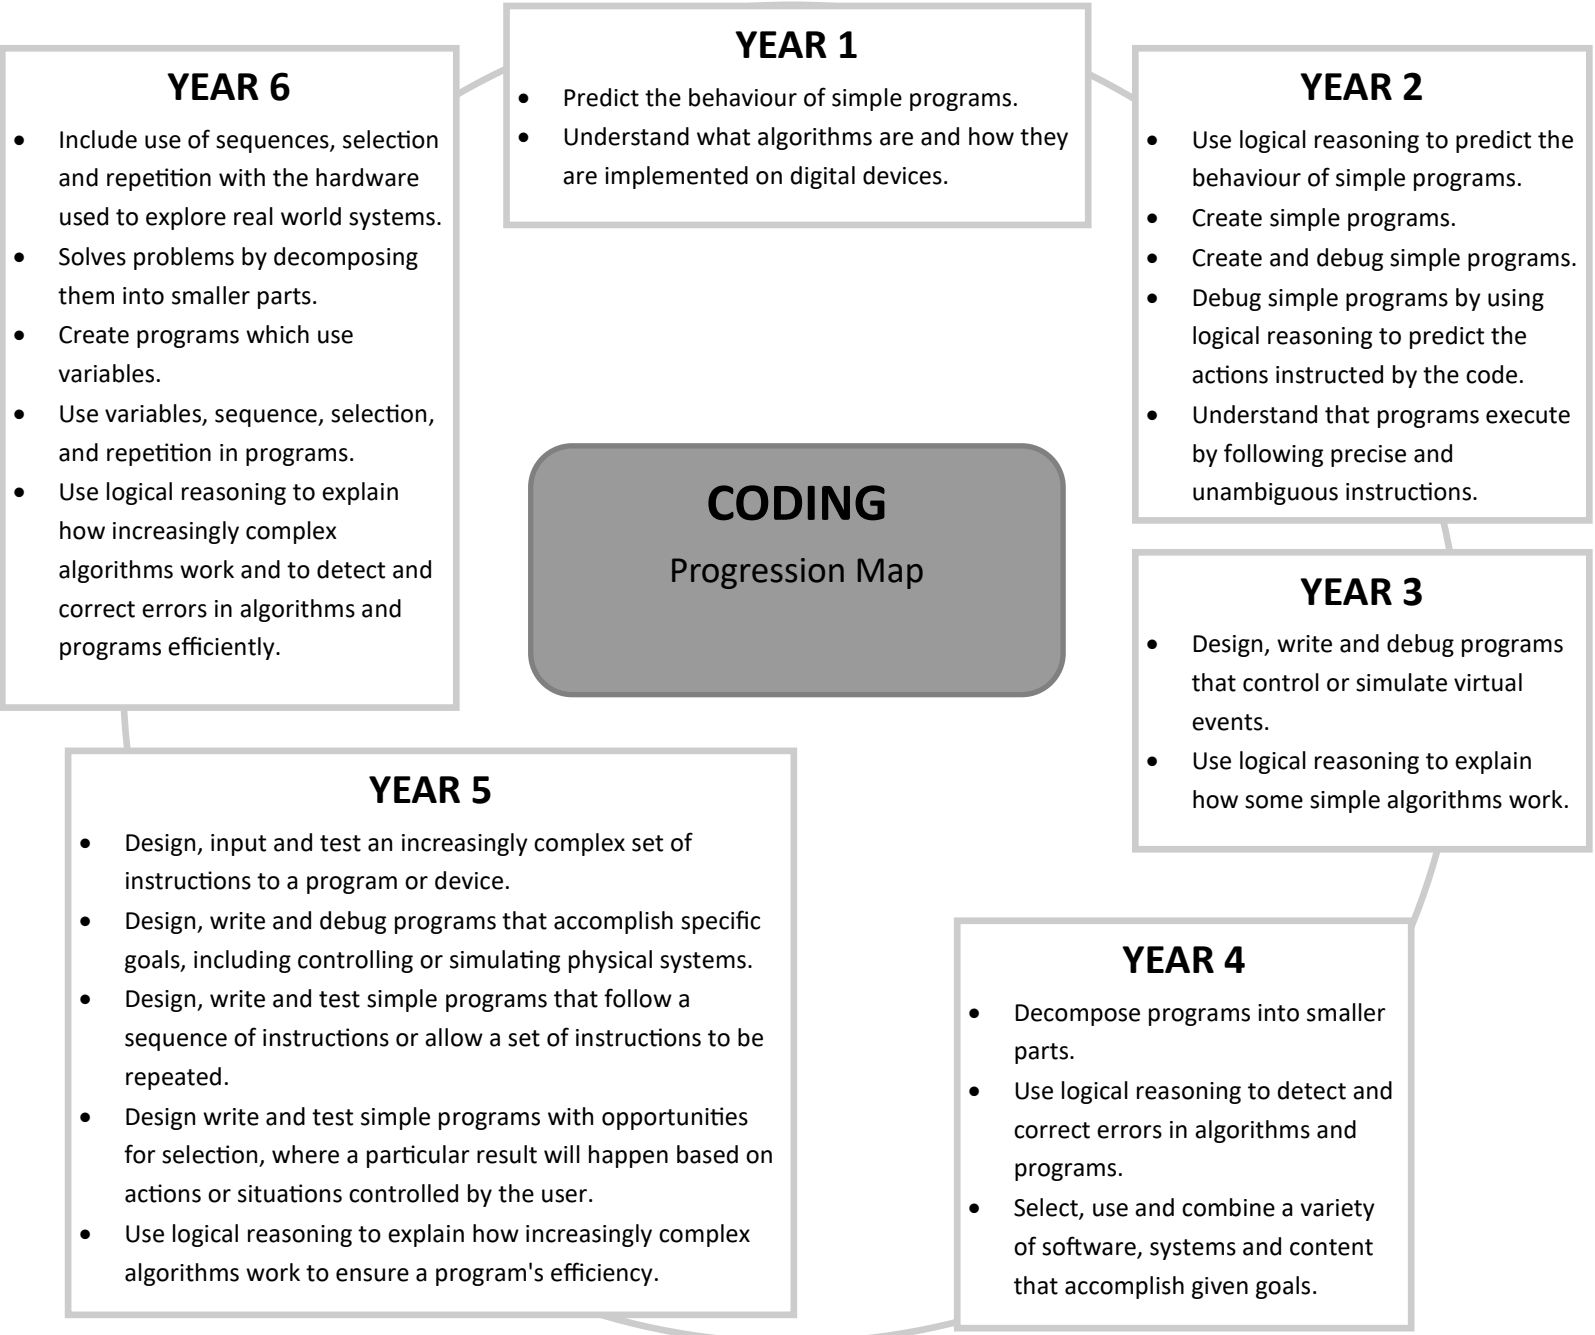 CODING
Progression Map
YEAR 1
• Predict the behaviour of simple programs.
• Understand what algorithms are and how they
are implemented on digital devices.
YEAR 2
• Use logical reasoning to predict the
behaviour of simple programs.
• Create simple programs.
• Create and debug simple programs.
• Debug simple programs by using
logical reasoning to predict the
actions instructed by the code.
• Understand that programs execute
by following precise and
unambiguous instructions.
YEAR 3
• Design, write and debug programs
that control or simulate virtual
events.
• Use logical reasoning to explain
how some simple algorithms work.
YEAR 4
• Decompose programs into smaller
parts.
• Use logical reasoning to detect and
correct errors in algorithms and
programs.
• Select, use and combine a variety
of software, systems and content
that accomplish given goals.
YEAR 5
• Design, input and test an increasingly complex set of
instructions to a program or device.
• Design, write and debug programs that accomplish specific
goals, including controlling or simulating physical systems.
• Design, write and test simple programs that follow a
sequence of instructions or allow a set of instructions to be
repeated.
• Design write and test simple programs with opportunities
for selection, where a particular result will happen based on
actions or situations controlled by the user.
• Use logical reasoning to explain how increasingly complex
algorithms work to ensure a program's efficiency.
YEAR 6
• Include use of sequences, selection
and repetition with the hardware
used to explore real world systems.
• Solves problems by decomposing
them into smaller parts.
• Create programs which use
variables.
• Use variables, sequence, selection,
and repetition in programs.
• Use logical reasoning to explain
how increasingly complex
algorithms work and to detect and
correct errors in algorithms and
programs efficiently.